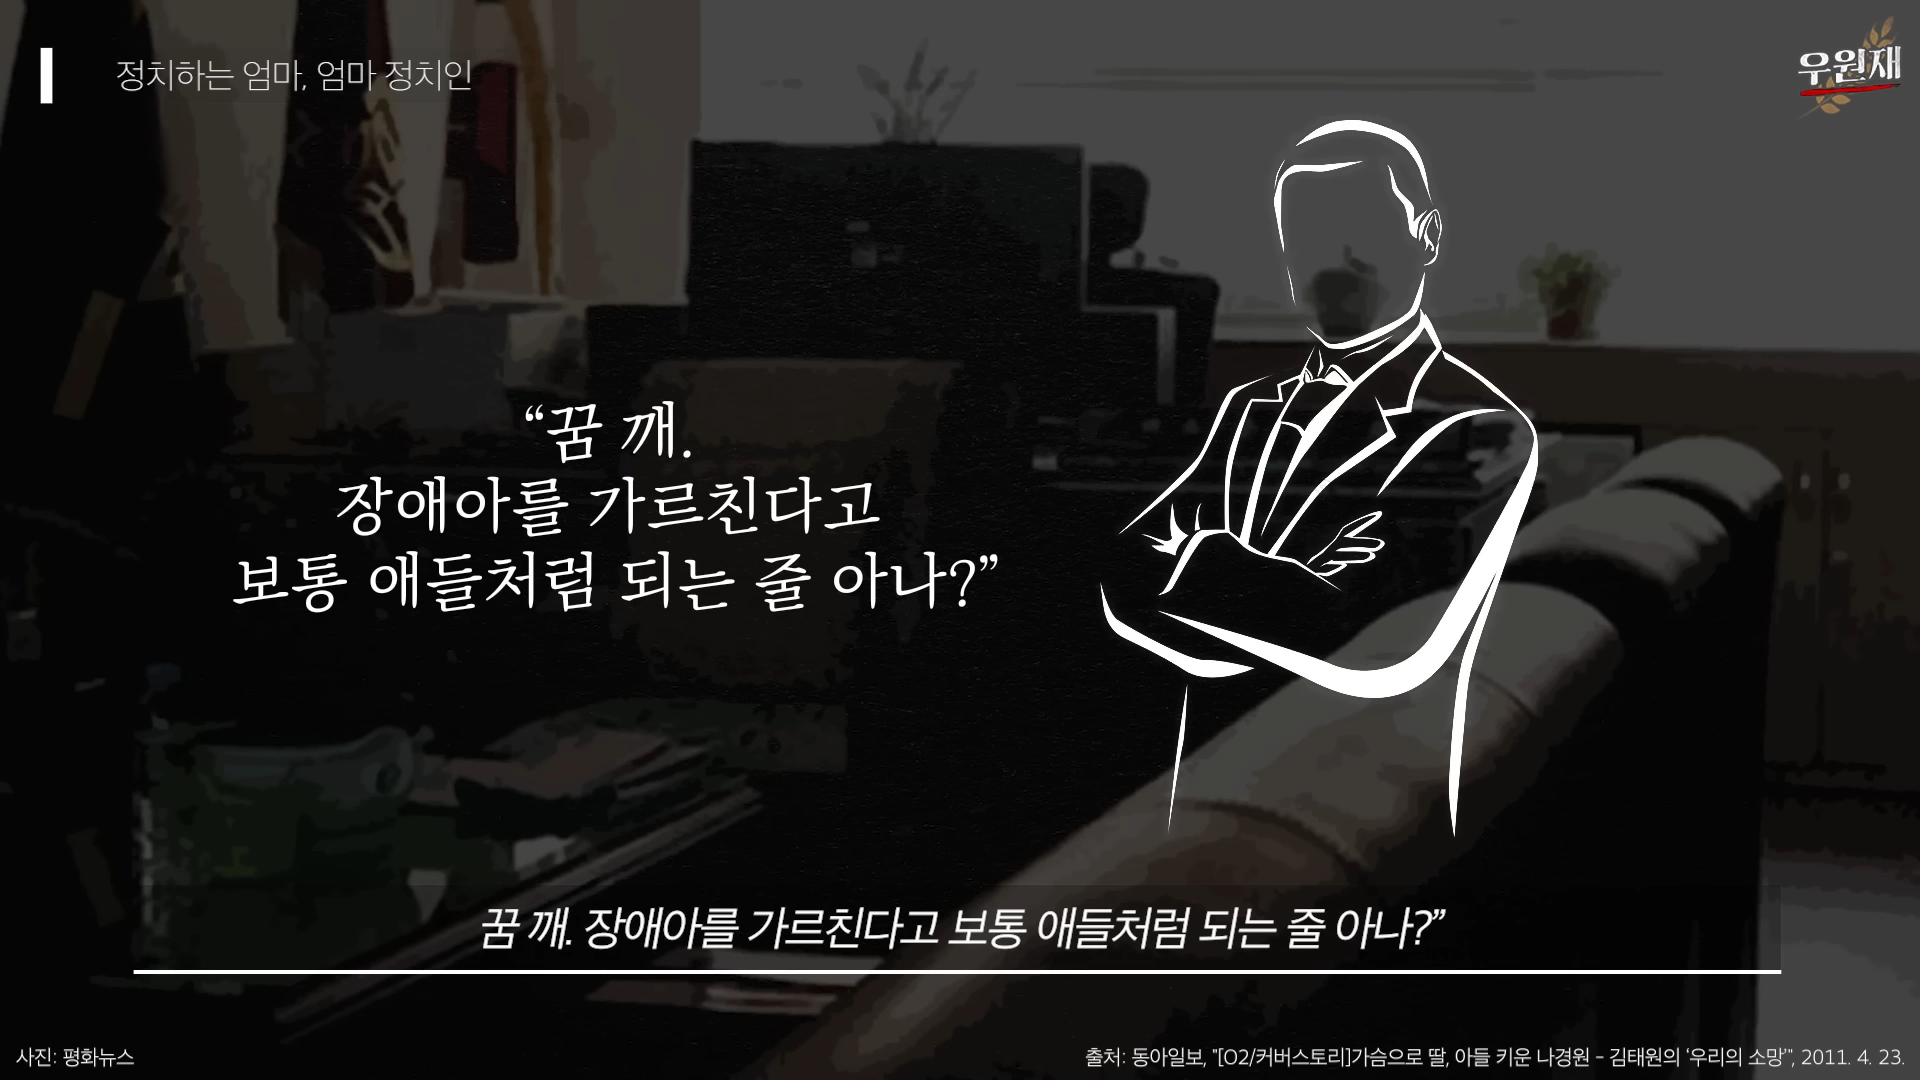 정치하는 엄마, 엄마 정치인
우원재
“꿈 깨.
장애아를 가르친다고
보통 애들처럼 되는 줄 아나?”
꿈 깨. 장애아를 가르친다고 보통 애들처럼 되는 줄 아나?”
사진: 평화뉴스
출처: 동아일보, "[O2/커버스토리]가슴으로 딸, 아들 키운 나경원 - 김태원의 ‘우리의 소망’", 2011. 4. 23.